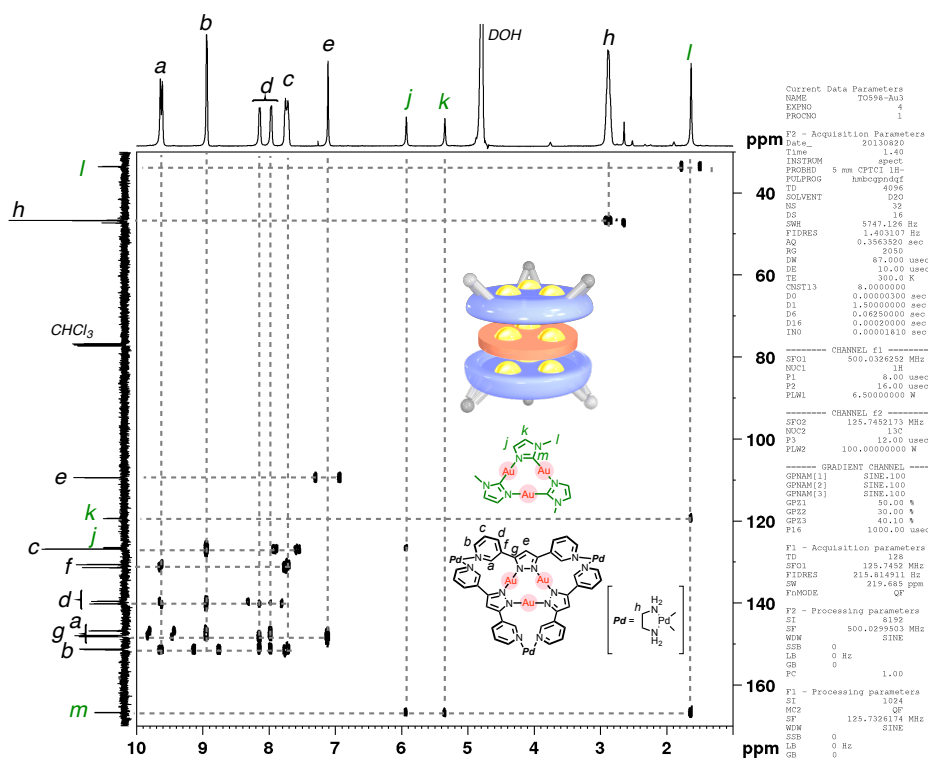 a
b
d
c
e
j
k
DOH
h
l
ppm
l
h
CHCl3
e
k
j
c
f
d
a
g
b
m
40
60
80
100
120
140
160
10 9 8 7 6 5 4 3 2 1 ppm
k
j
N
l
N
m
Au
Au
N
N
N
N
Au
c
d
b
f
e
Pd
N
a
g
N
Pd
N
N
N N
Au
Au
N
N
Au
N
N
N
N
Pd
h
NH2
Pd =
Pd
N
H2
Current Data Parameters
NAME TO598-Au3
EXPNO 4
PROCNO 1
F2 - Acquisition Parameters
Date_ 20130820
Time 1.40
INSTRUM spect
PROBHD 5 mm CPTCI 1H-
PULPROG hmbcgpndqf
TD 4096
SOLVENT D2O
NS 32
DS 16
SWH 5747.126 Hz
FIDRES 1.403107 Hz
AQ 0.3563520 sec
RG 2050
DW 87.000 usec
DE 10.00 usec
TE 300.0 K
CNST13 8.0000000
D0 0.00000300 sec
D1 1.50000000 sec
D6 0.06250000 sec
D16 0.00020000 sec
IN0 0.00001810 sec
======== CHANNEL f1 ========
SFO1 500.0326252 MHz
NUC1 1H
P1 8.00 usec
P2 16.00 usec
PLW1 6.50000000 W
======== CHANNEL f2 ========
SFO2 125.7452173 MHz
NUC2 13C
P3 12.00 usec
PLW2 100.00000000 W
====== GRADIENT CHANNEL ====
GPNAM[1] SINE.100
GPNAM[2] SINE.100
GPNAM[3] SINE.100
GPZ1 50.00 %
GPZ2 30.00 %
GPZ3 40.10 %
P16 1000.00 usec
F1 - Acquisition parameters
TD 128
SFO1 125.7452 MHz
FIDRES 215.814911 Hz
SW 219.685 ppm
FnMODE QF
F2 - Processing parameters
SI 8192
SF 500.0299503 MHz
WDW SINE
SSB 0
LB 0 Hz
GB 0
PC 1.00
F1 - Processing parameters
SI 1024
MC2 QF
SF 125.7326174 MHz
WDW SINE
SSB 0
LB 0 Hz
GB 0